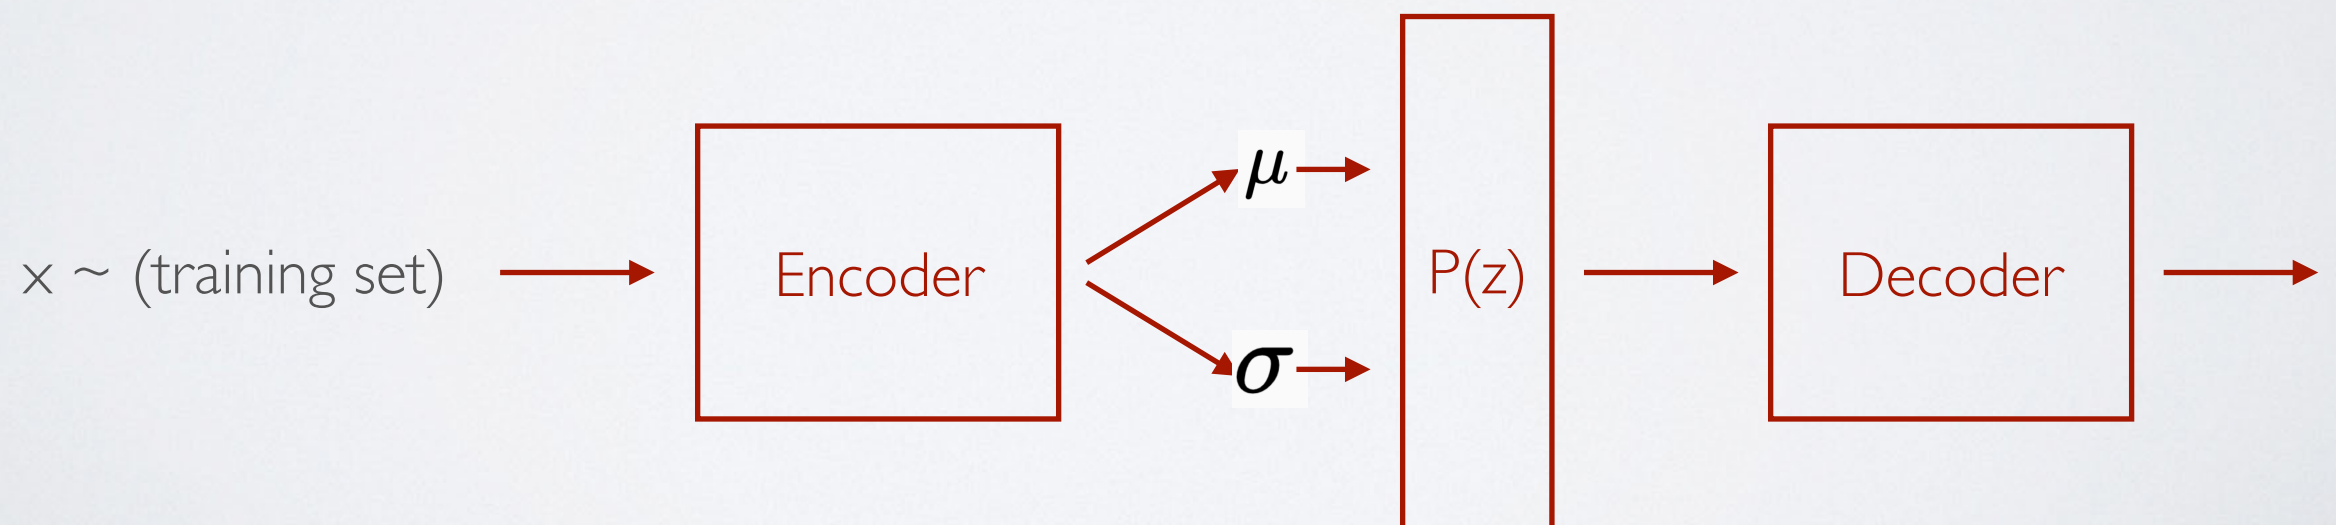 x ~ (training set)
Encoder
μ
σ
P(z)
Decoder